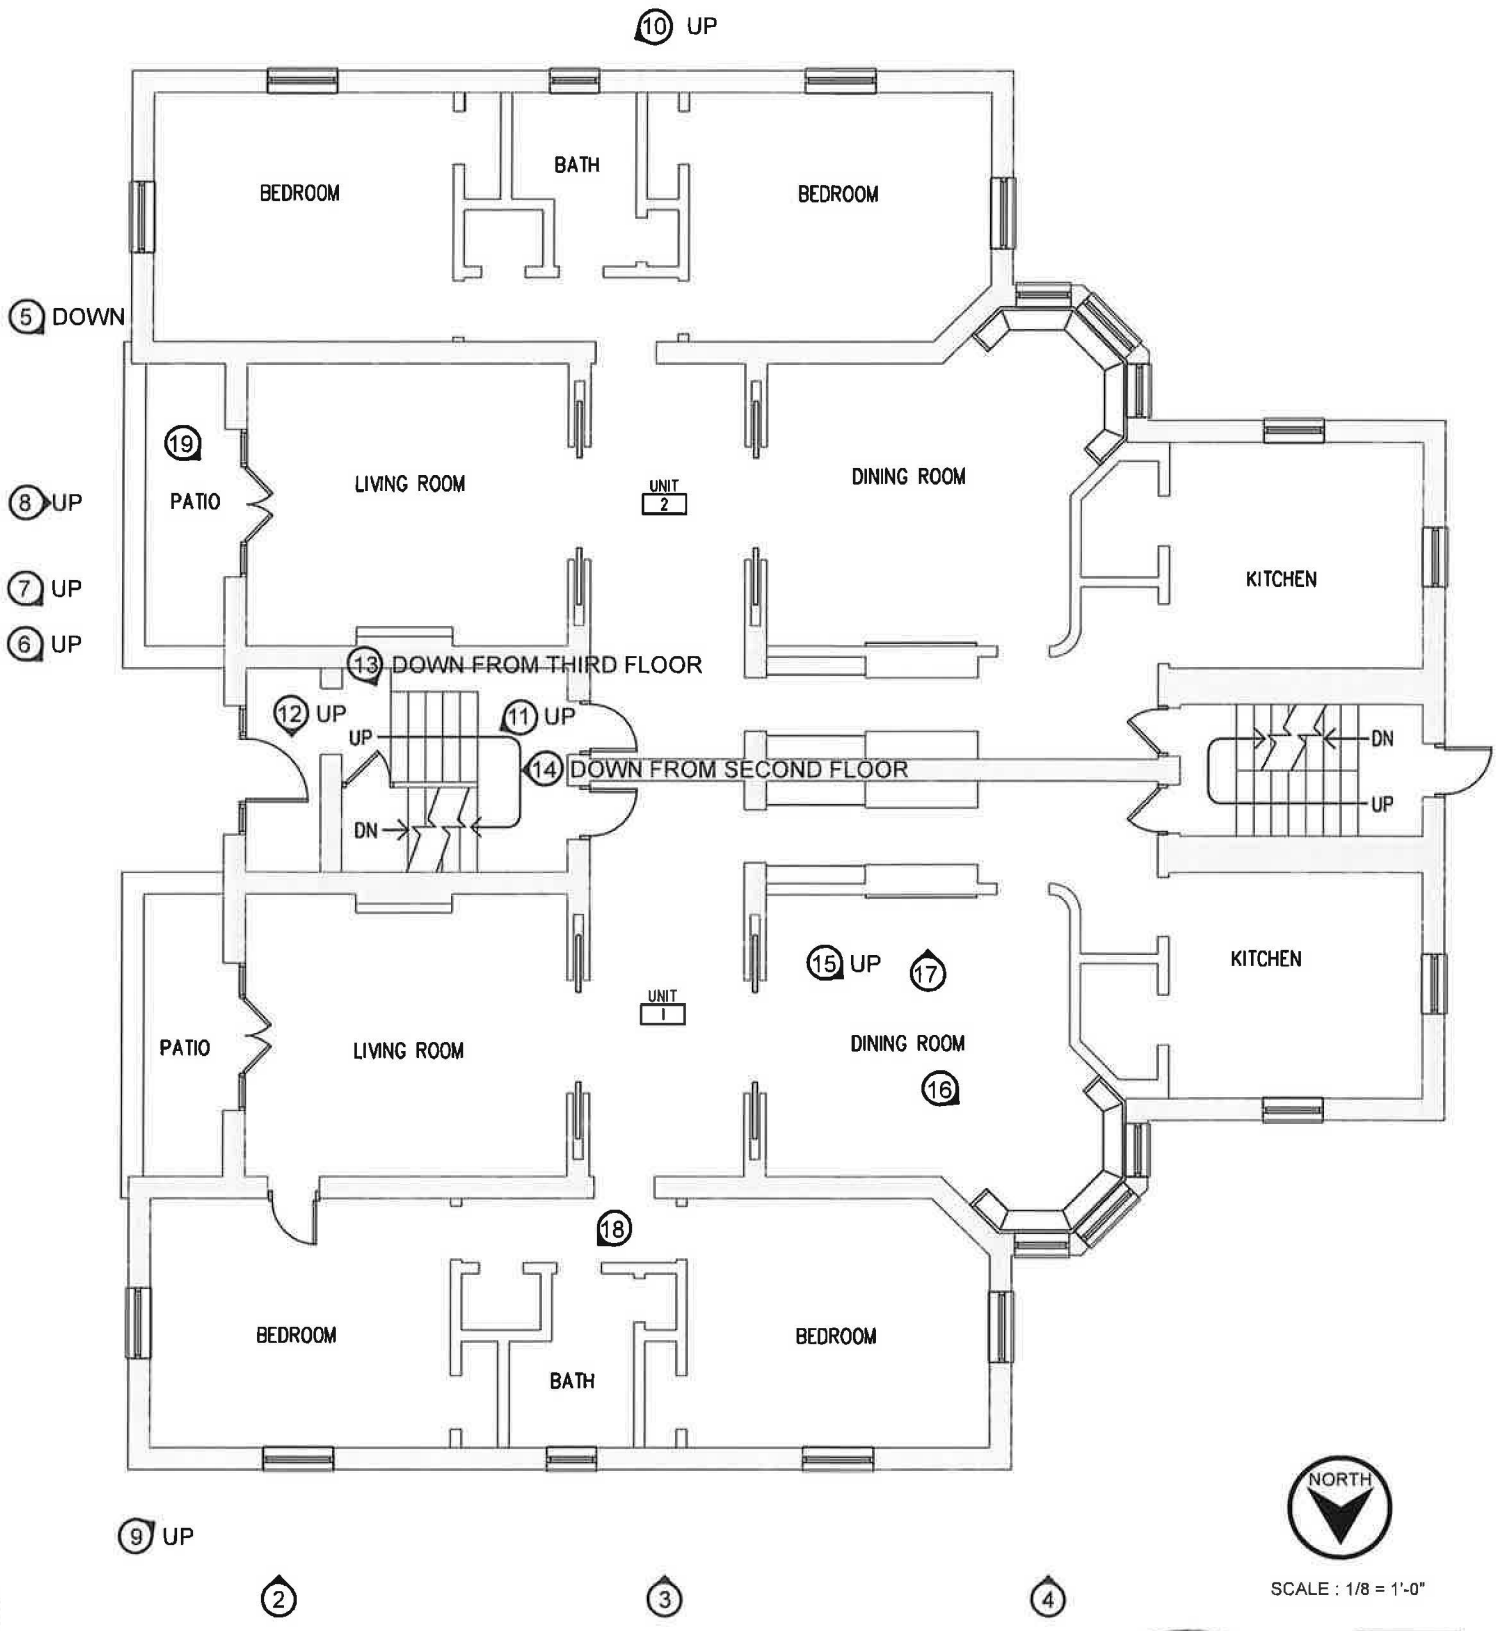 10 UP
BATH
BEDROOM
BEDROOM
5 DOWN
19
LIVING ROOM
DINING ROOM
UNIT
2
8 UP
PATIO
KITCHEN
7 UP
6 UP
13 DOWN FROM THIRD FLOOR
12 UP
11 UP
UP
DN
14 DOWN FROM SECOND FLOOR
UP
DN
15 UP
17
KITCHEN
UNIT
1
PATIO
LIVING ROOM
DINING ROOM
16
18
BEDROOM
BEDROOM
BATH
NORTH
9 UP
SCALE : 1/8 = 1'-0"
2
3
4